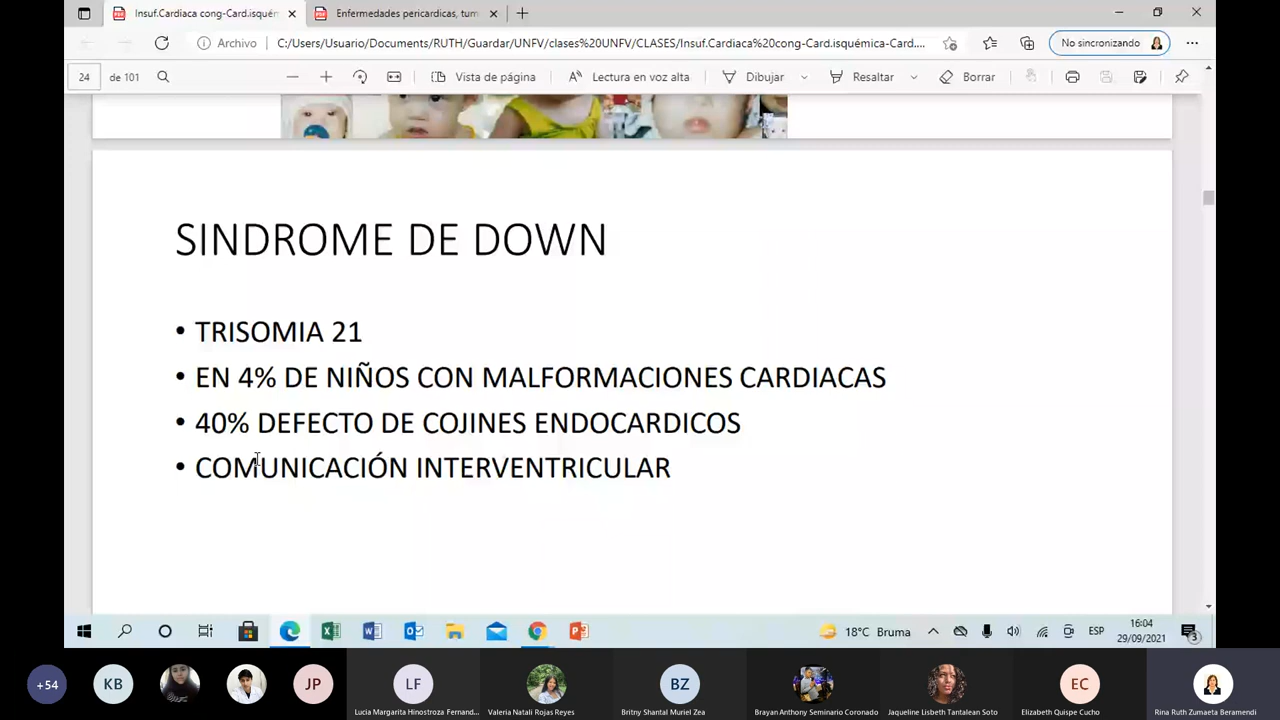 Insuf.Cardiaca cong-Card.isquém
Enfermedades pericardicas, tum
Archivo
C:/Users/Usuario/Documents/RUTH/Guardar/UNFV/clases%20UNFV/CLASES/Insuf.Cardiaca%20cong-Card.isquémica-Card....
No sincronizando
24 de 101
Vista de página
Lectura en voz alta
Dibujar
Resaltar
Borrar
SINDROME DE DOWN
• TRISOMIA 21
• EN 4% DE NIÑOS CON MALFORMACIONES CARDIACAS
• 40% DEFECTO DE COJINES ENDOCARDICOS
• COMUNICACIÓN INTERVENTRICULAR
18°C Bruma
ESP
16:04
29/09/2021
3
+54
KB
JP
LF
BZ
EC
Lucia Margarita Hinostroza Fernand...
Valeria Natali Rojas Reyes
Britny Shantal Muriel Zea
Brayan Anthony Seminario Coronado
Jaqueline Lisbeth Tantalean Soto
Elizabeth Quispe Cucho
Rina Ruth Zumaeta Beramendi